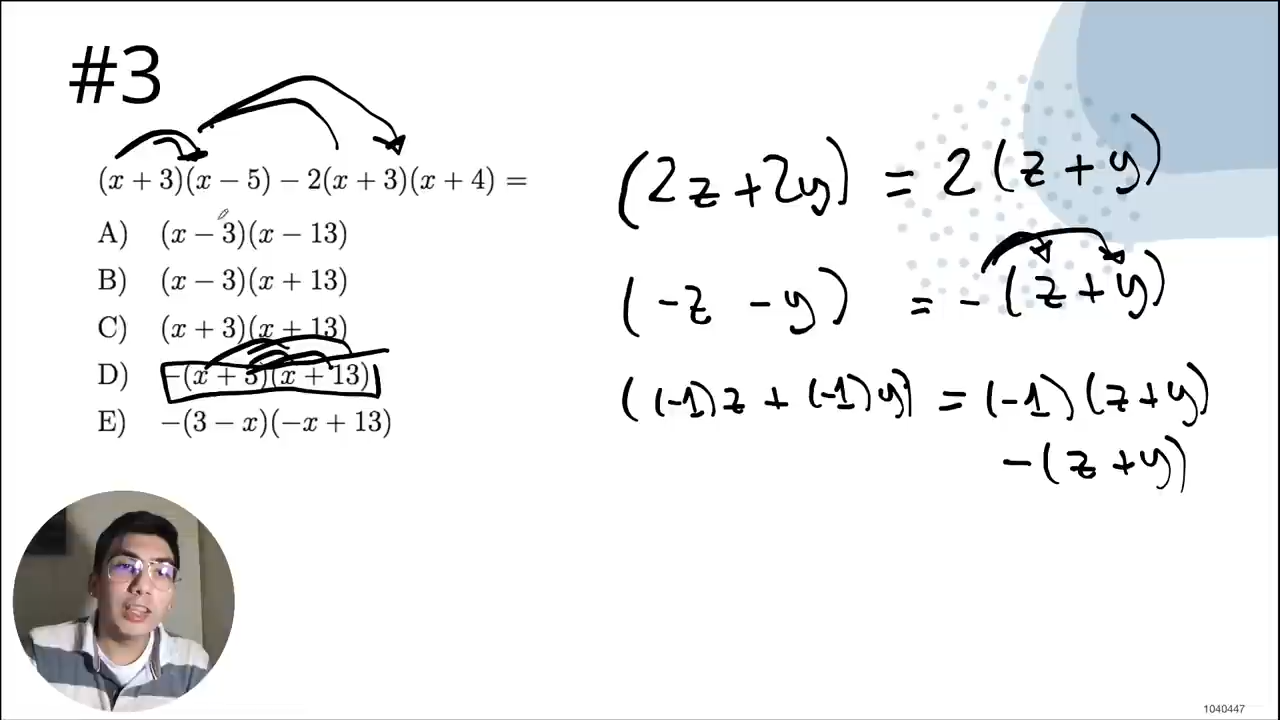 #3
(x + 3)(x − 5) − 2(x + 3)(x + 4) =
A) (x − 3)(x − 13)
B) (x − 3)(x + 13)
C) (x + 3)(x + 13)
D) −(x + 3)(x + 13)
E) −(3 − x)(−x + 13)
(2z + 2y) = 2(z + y)
(-z - y) = -(z + y)
((-1)z + (-1)y) = (-1)(z + y)
-(z + y)
1040447